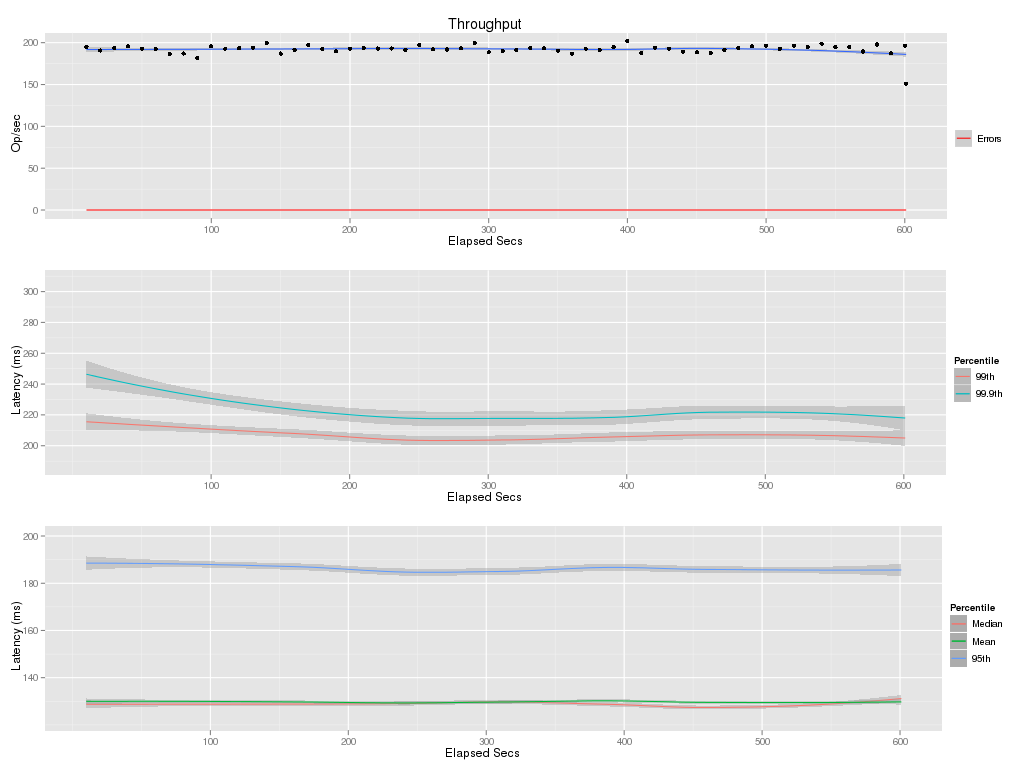 Throughput
200
150
100
50
0
Op/sec
100 200 300 400 500 600
Elapsed Secs
Errors
300
280
260
240
220
200
Latency (ms)
100 200 300 400 500 600
Elapsed Secs
Percentile
99th
99.9th
200
180
160
140
Latency (ms)
100 200 300 400 500 600
Elapsed Secs
Percentile
Median
Mean
95th